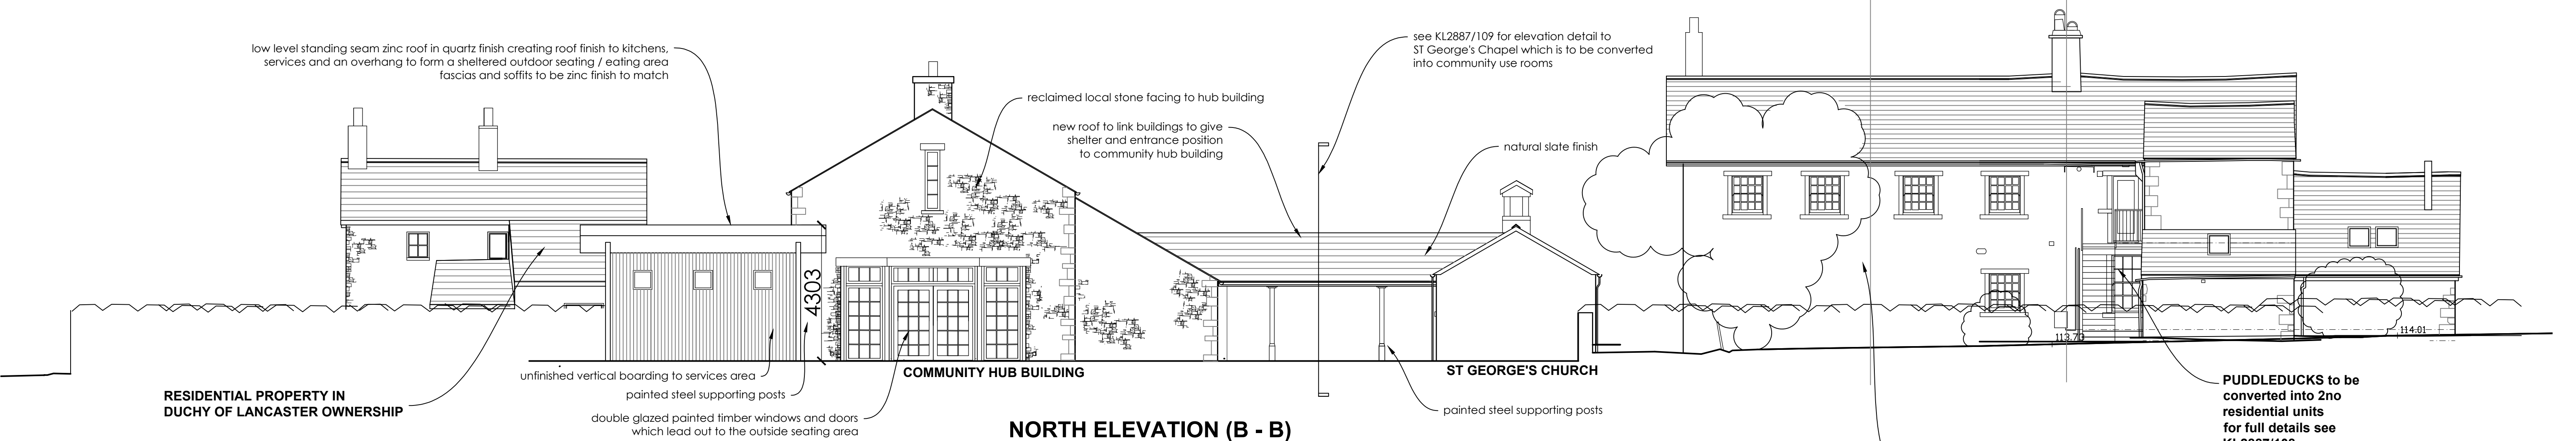 low level standing seam zinc roof in quartz finish creating roof finish to kitchens,
services and an overhang to form a sheltered outdoor seating / eating area
fascias and soffits to be zinc finish to match
reclaimed local stone facing to hub building
new roof to link buildings to give
shelter and entrance position
to community hub building
see KL2887/109 for elevation detail to
ST George's Chapel which is to be converted
into community use rooms
natural slate finish
4303
113.73
114.01
unfinished vertical boarding to services area
painted steel supporting posts
double glazed painted timber windows and doors
which lead out to the outside seating area
RESIDENTIAL PROPERTY IN
DUCHY OF LANCASTER OWNERSHIP
COMMUNITY HUB BUILDING
ST GEORGE'S CHURCH
painted steel supporting posts
PUDDLEDUCKS to be
converted into 2no
residential units
for full details see
NORTH ELEVATION (B - B)